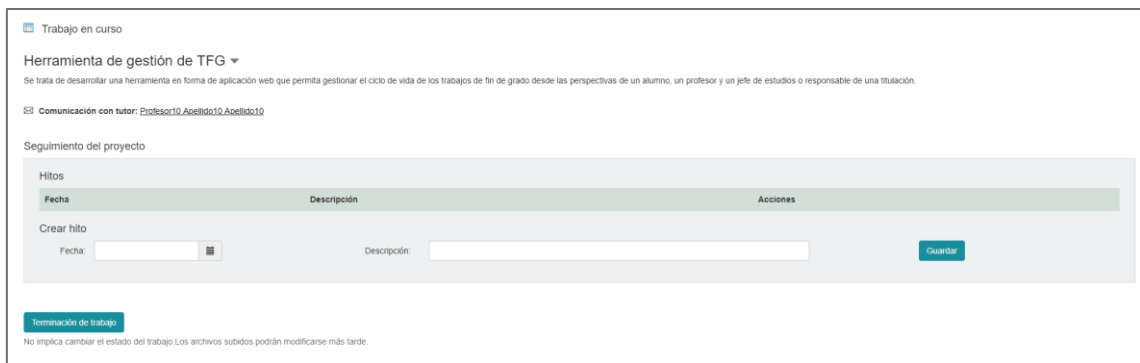 Trabajo en curso
Herramienta de gestión de TFG
Se trata de desarrollar una herramienta en forma de aplicación web que permita gestionar el ciclo de vida de los trabajos de fin de grado desde las perspectivas de un alumno, un profesor y un jefe de estudios o responsable de una titulación.
Comunicación con tutor: Profesor10 Apellido10 Apellido10
Seguimiento del proyecto
Hitos
Fecha Descripción Acciones
Crear hito
Fecha: Descripción: Guardar
Terminación de trabajo
No implica cambiar el estado del trabajo.Los archivos subidos podrán modificarse más tarde.